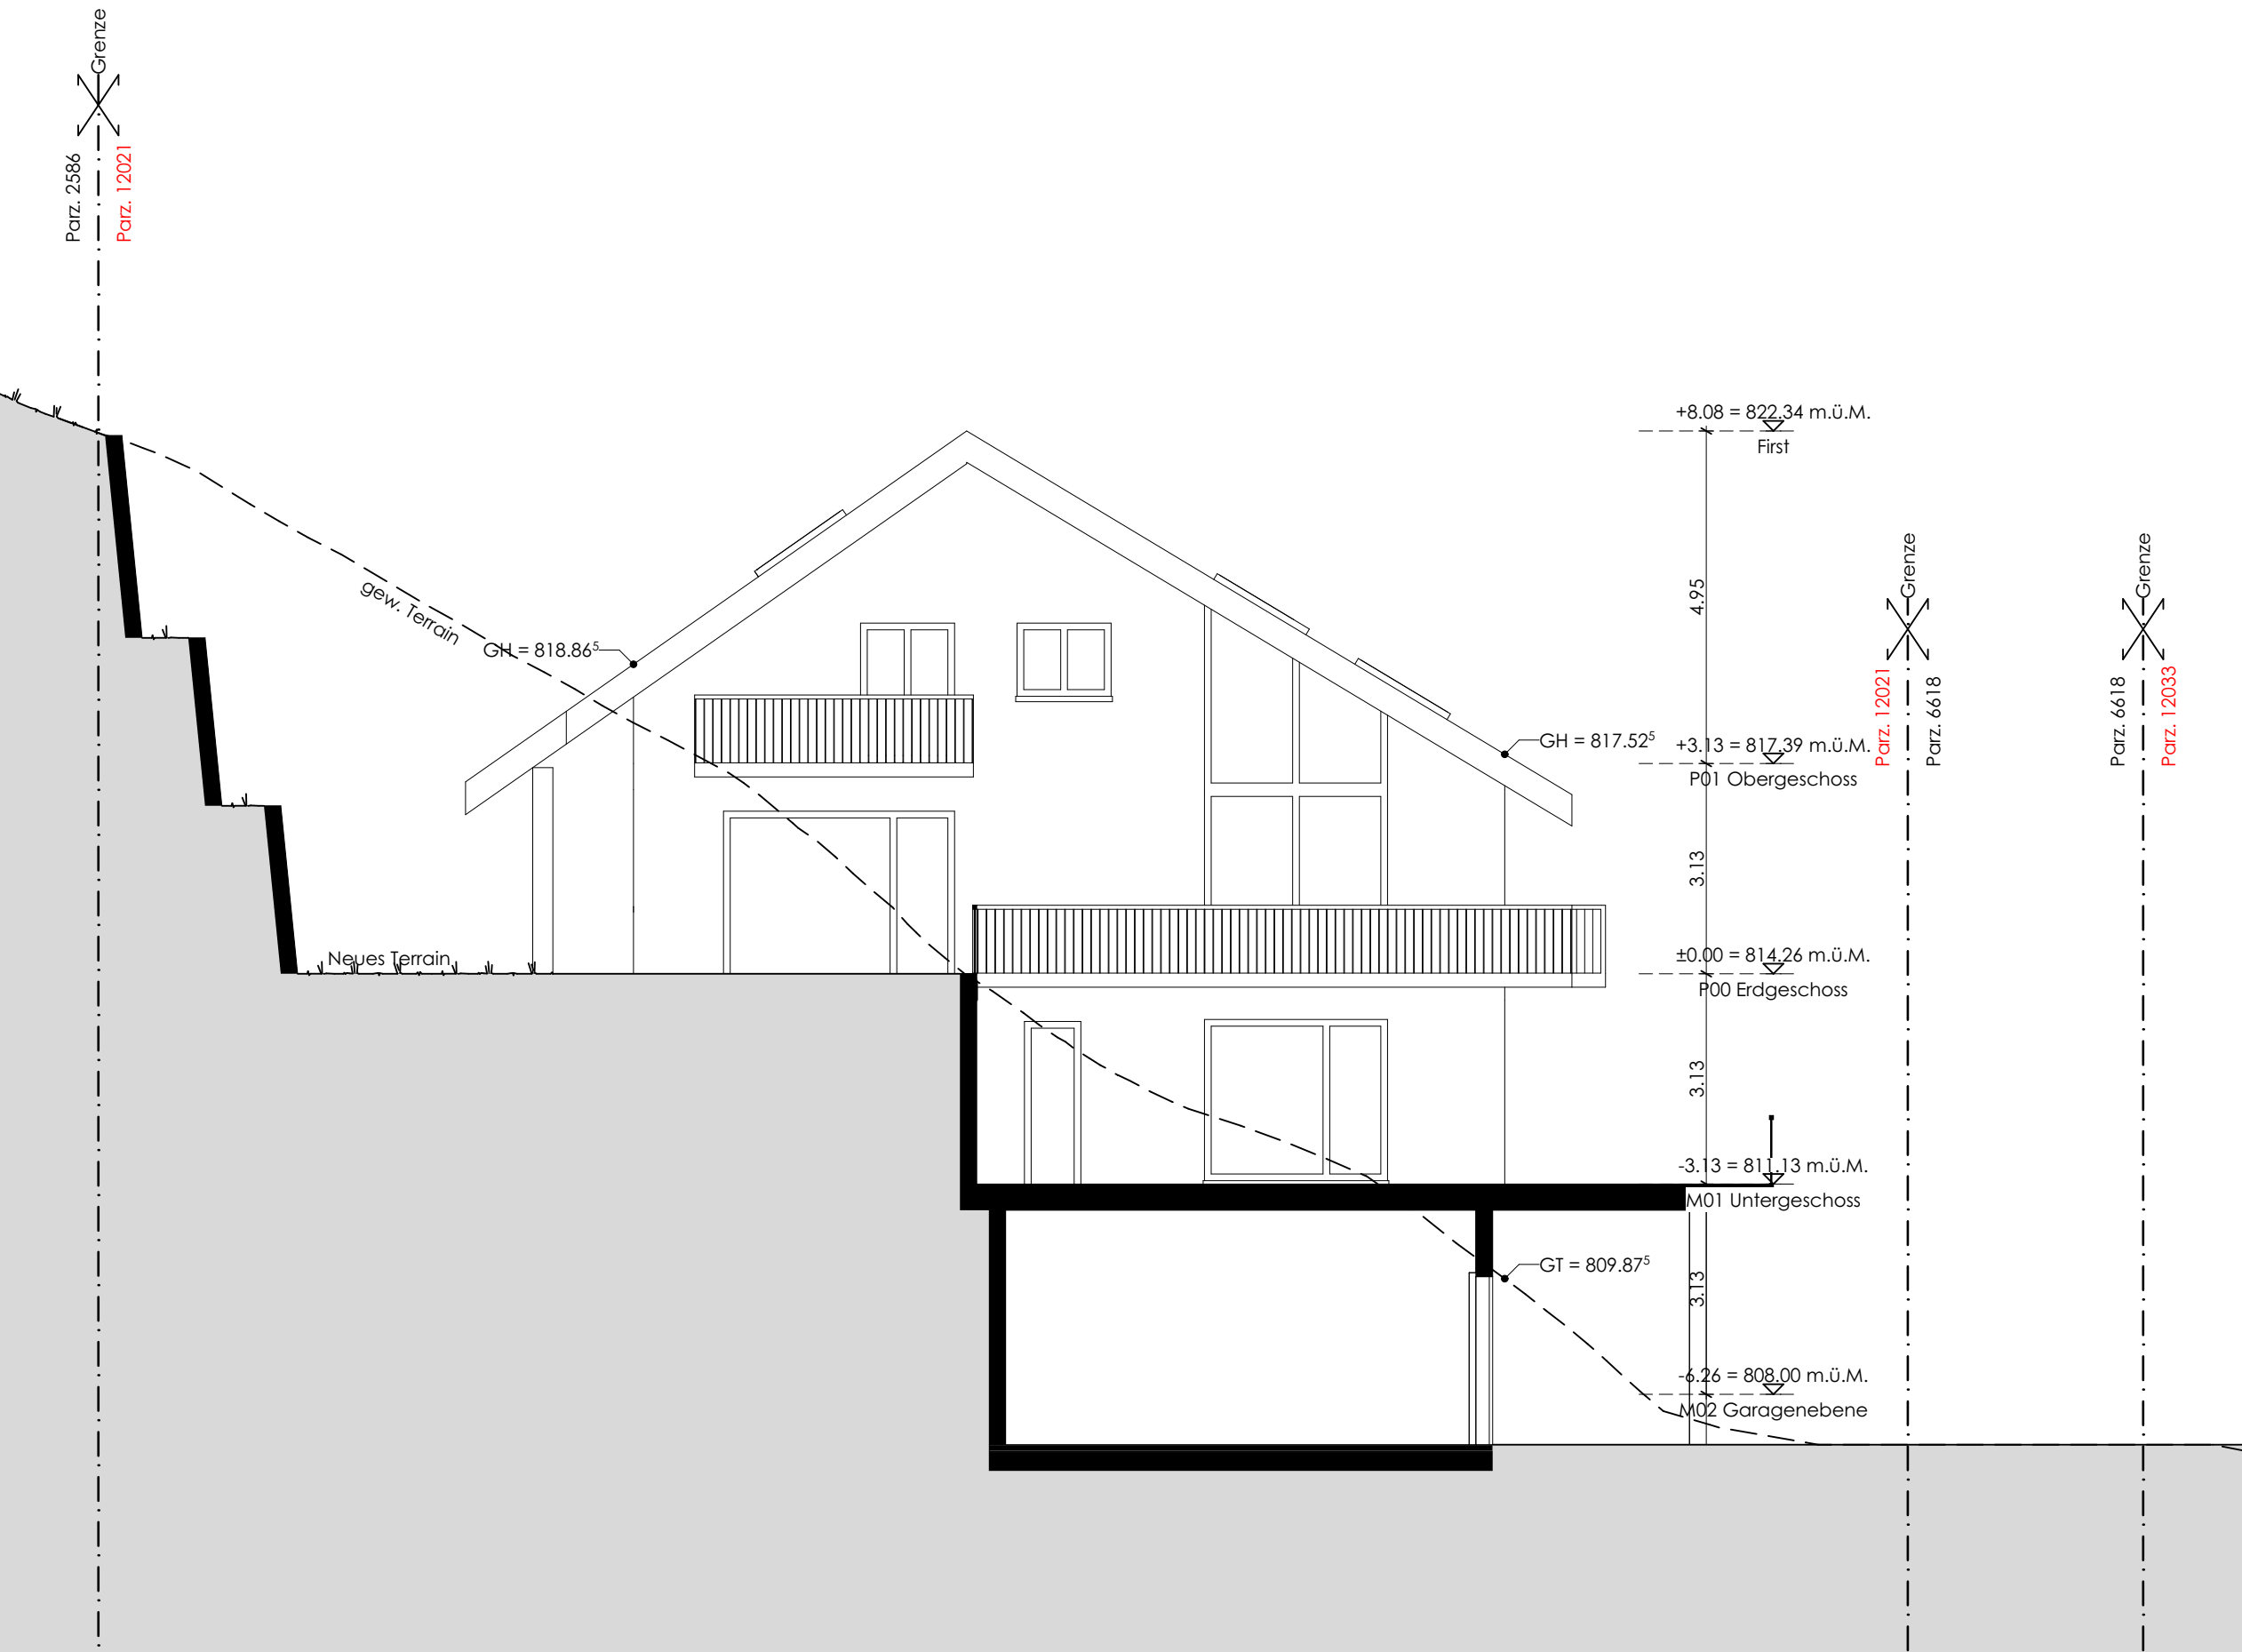 Grenze
Parz. 2586
Parz. 12021
gew. Terrain
GH = 818.86⁵
Neues Terrain
+8.08 = 822.34 m.ü.M.
First
4.95
GH = 817.52⁵
+3.13 = 817.39 m.ü.M.
P01 Obergeschoss
3.13
±0.00 = 814.26 m.ü.M.
P00 Erdgeschoss
3.13
-3.13 = 811.13 m.ü.M.
M01 Untergeschoss
GT = 809.87⁵
3.13
-6.26 = 808.00 m.ü.M.
M02 Garagenebene
Grenze
Parz. 12021
Parz. 6618
Grenze
Parz. 6618
Parz. 12033